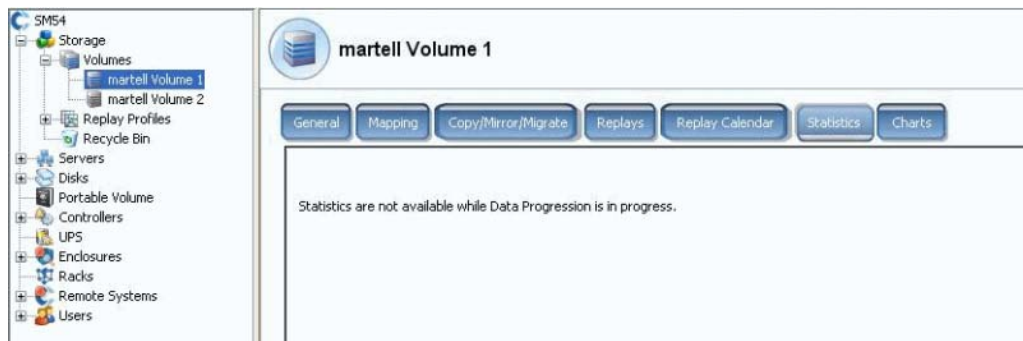 SM54
Storage
Volumes
martell Volume 1
martell Volume 2
Replay Profiles
Recycle Bin
Servers
Disks
Portable Volume
Controllers
UPS
Enclosures
Racks
Remote Systems
Users
martell Volume 1
General Mapping Copy/Mirror/Migrate Replays Replay Calendar Statistics Charts
Statistics are not available while Data Progression is in progress.